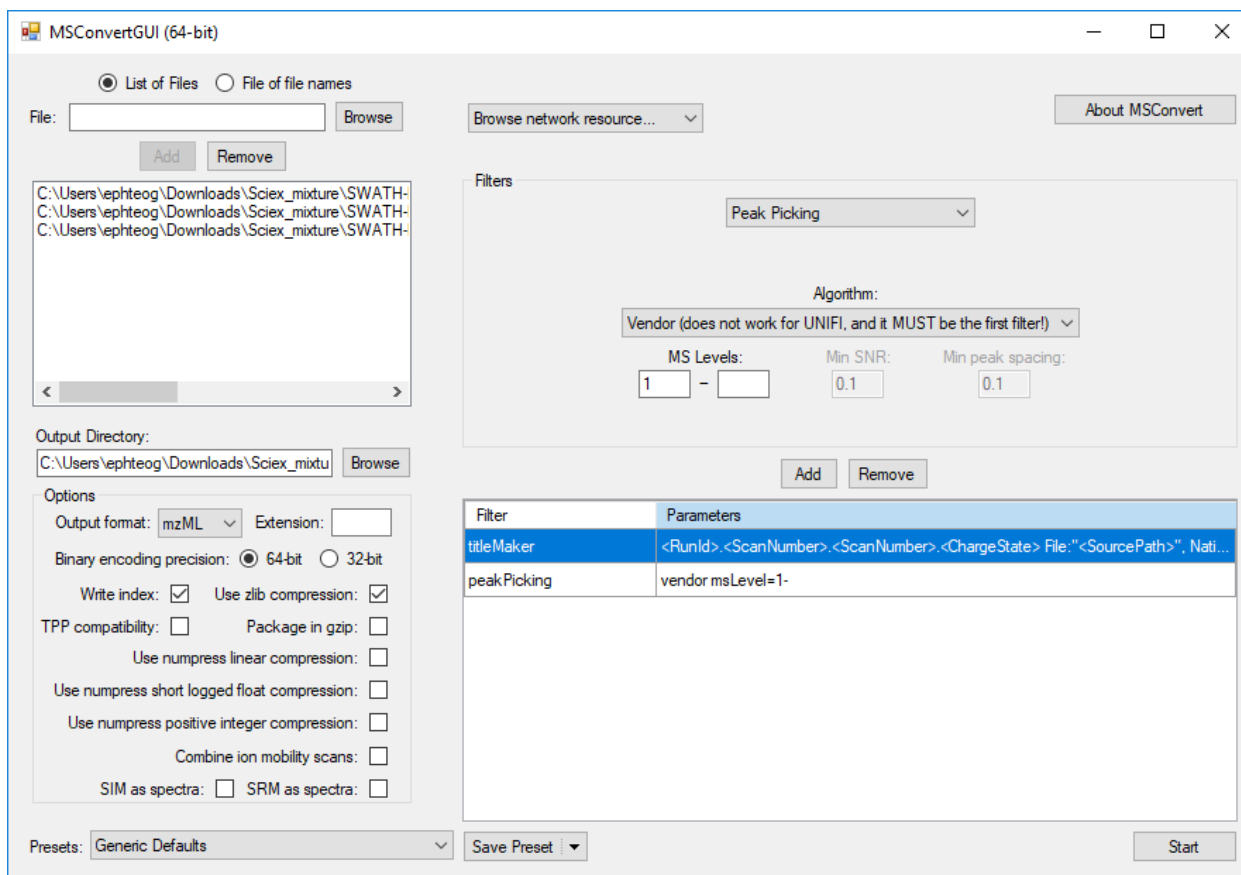 MSConvertGUI (64-bit)
List of Files File of file names
File: Browse
Add Remove
C:\Users\ephteog\Downloads\Sciex_mixture\SWATH-
C:\Users\ephteog\Downloads\Sciex_mixture\SWATH-
C:\Users\ephteog\Downloads\Sciex_mixture\SWATH-
Output Directory:
C:\Users\ephteog\Downloads\Sciex_mixtu Browse
Options
Output format: mzML Extension:
Binary encoding precision: 64-bit 32-bit
Write index: Use zlib compression:
TPP compatibility: Package in gzip:
Use numpress linear compression:
Use numpress short logged float compression:
Use numpress positive integer compression:
Combine ion mobility scans:
SIM as spectra: SRM as spectra:
Presets: Generic Defaults Save Preset
Browse network resource... About MSConvert
Filters
Peak Picking
Algorithm:
Vendor (does not work for UNIFI, and it MUST be the first filter!)
MS Levels: Min SNR: Min peak spacing:
1 – 0.1 0.1
Add Remove
Filter Parameters
titleMaker <RunId>.<ScanNumber>.<ScanNumber>.<ChargeState> File:"<SourcePath>", Nati...
peakPicking vendor msLevel=1-
Start